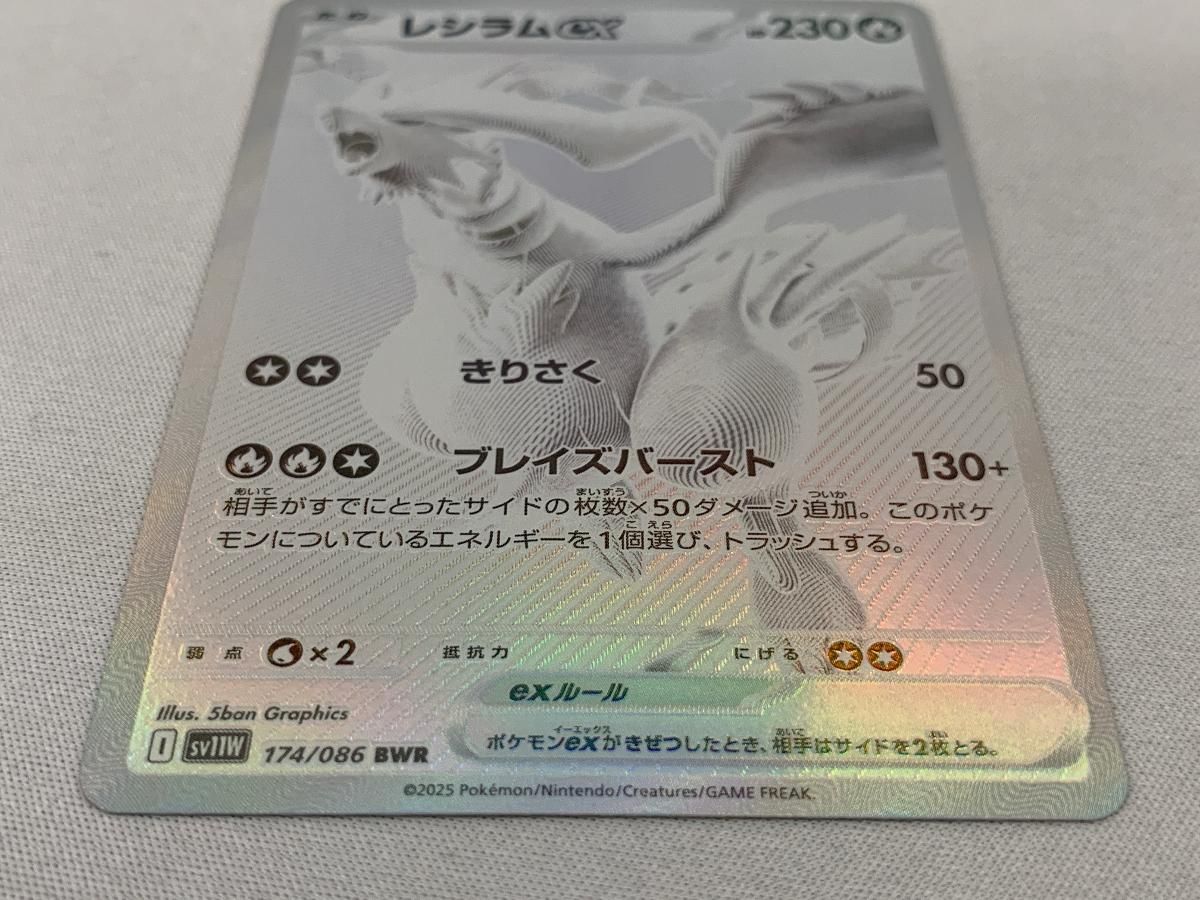 レシラムex HP230
きりさく 50
ブレイズバースト 130+
相手がすでにとったサイドの枚数×50ダメージ追加。このポケ
モンについているエネルギーを1個選び、トラッシュする。
弱点 ×2 抵抗力 にげる
exルール
ポケモンexがきぜつしたとき、相手はサイドを2枚とる。
Illus. 5ban Graphics
I SV11W 174/086 BWR
©2025 Pokémon/Nintendo/Creatures/GAME FREAK.